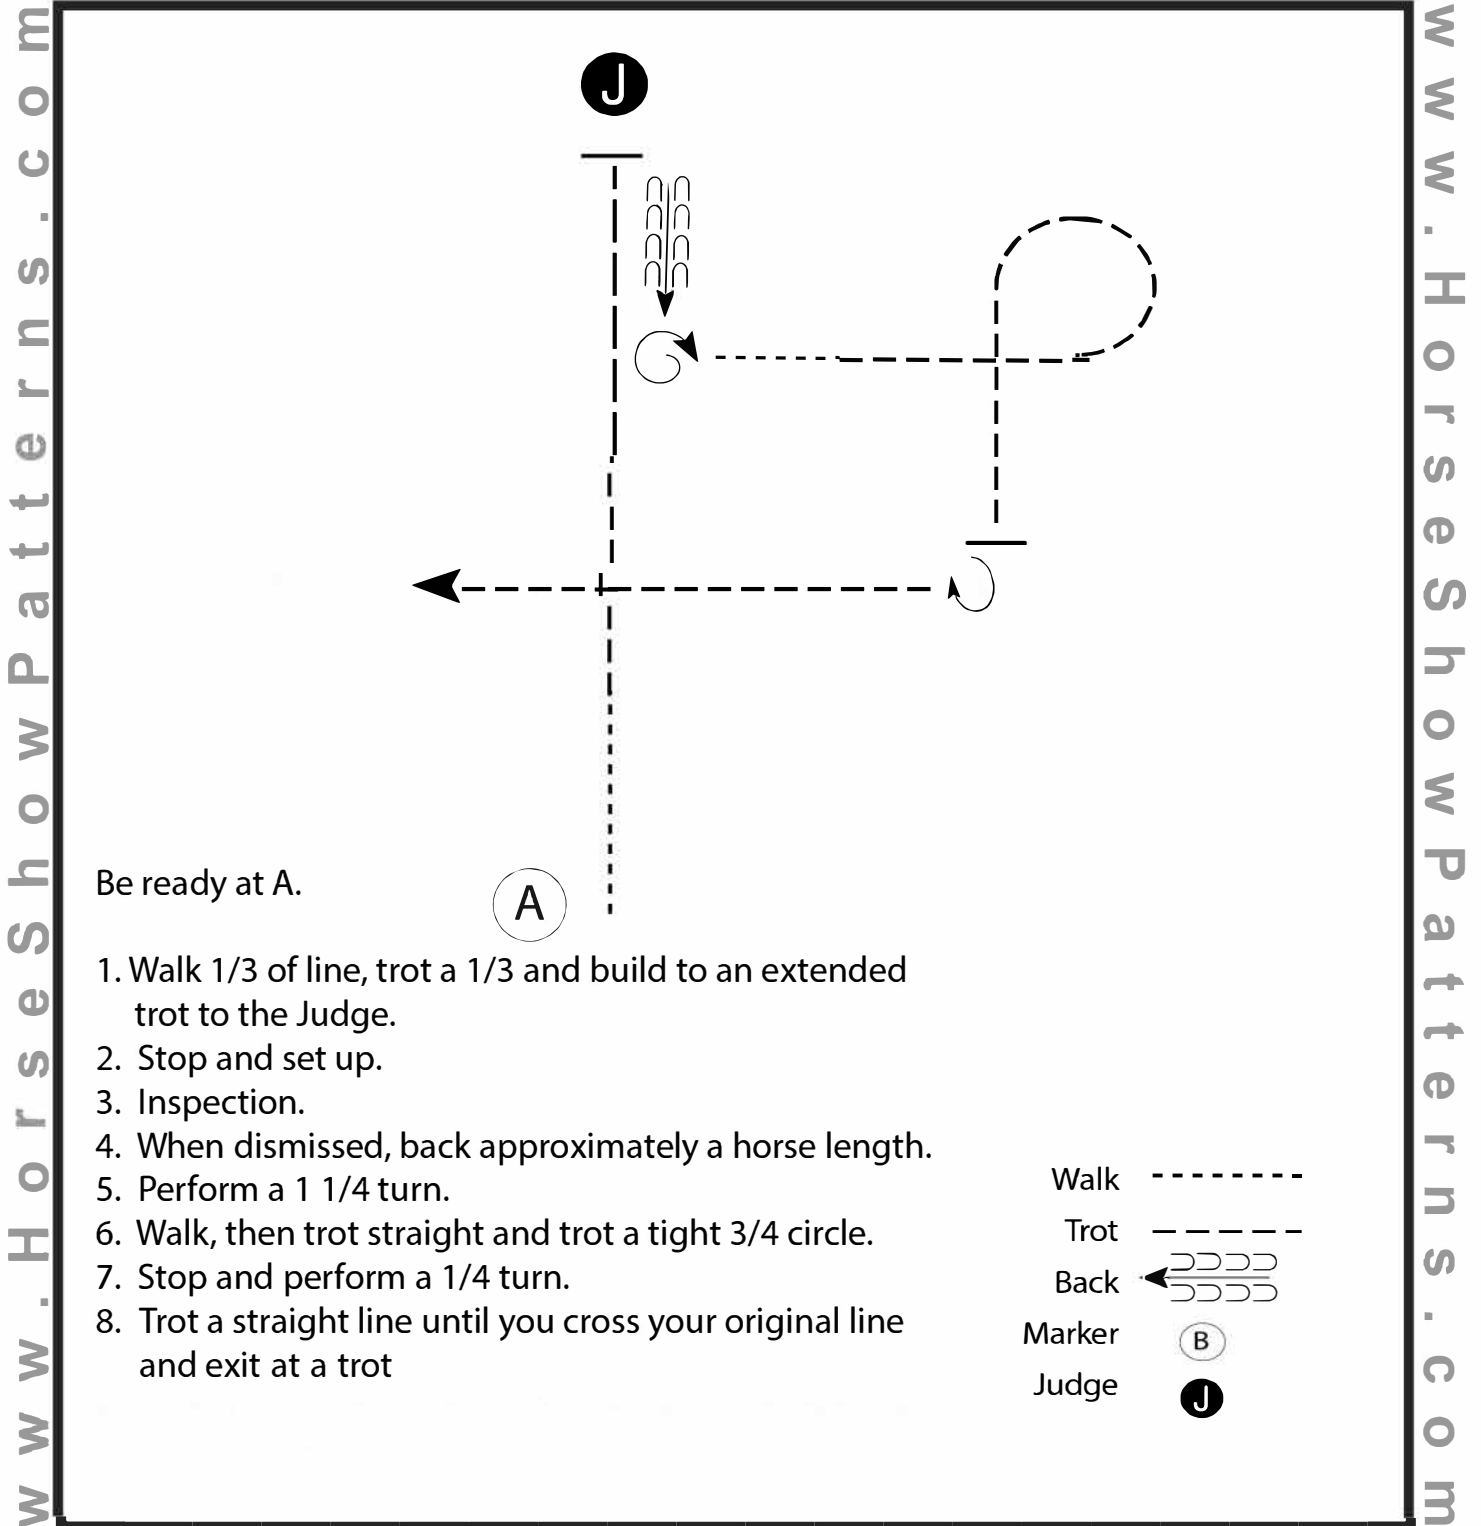 www.HorseShowPatterns.com
www.HorseShowPatterns.com
J
Be ready at A.
A
1. Walk 1/3 of line, trot a 1/3 and build to an extended
trot to the Judge.
2. Stop and set up.
3. Inspection.
4. When dismissed, back approximately a horse length.
5. Perform a 1 1/4 turn.
6. Walk, then trot straight and trot a tight 3/4 circle.
7. Stop and perform a 1/4 turn.
8. Trot a straight line until you cross your original line
and exit at a trot
Walk
Trot
Back
Marker B
Judge J